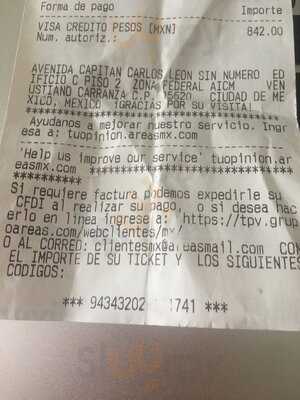 Forma de pago Importe
VISA CREDITO PESOS [MXN] 842.00
Num. autoriz.:
AVENIDA CAPITAN CARLOS LEON SIN NUMERO ED
IFICIO C PISO 2 ZONA FEDERAL AICM VEN
USTIANO CARRANZA C.P. 15620 CIUDAD DE ME
XICO, MEXICO ¡GRACIAS POR SU VISITA!
Ayudanos a mejorar nuestro servicio. Ingr
esa a: tuopinion.areasmx.com
'Help us improve our service' tuopinion.ar
easmx.com **********
Si requiere factura podemos expedirle su
CFDI al realizar su pago, o si desea hac
erlo en linea ingrese a: https://tpv.grup
oareas.com/webclientes/mx/
O AL CORREO: clientesmx@areasmail.com CON
EL IMPORTE DE SU TICKET Y LOS SIGUIENTES
CODIGOS:
*** 94343202 1741 ***